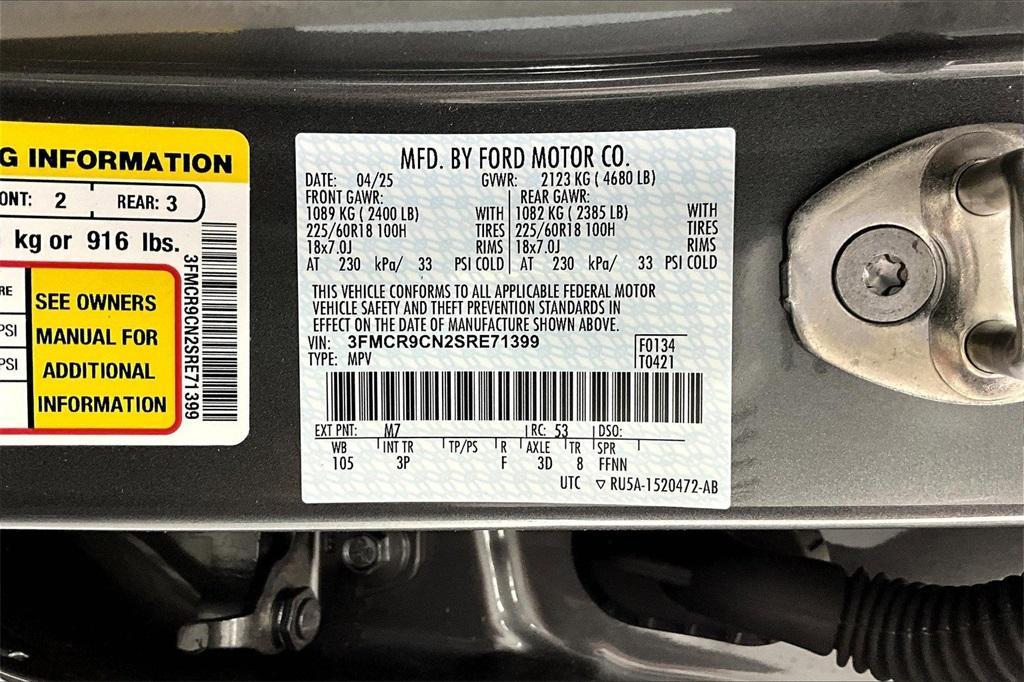 G INFORMATION
ONT: 2 REAR: 3
kg or 916 lbs.
RE
PSI
PSI
SEE OWNERS
MANUAL FOR
ADDITIONAL
INFORMATION
3FMCR9CN2SRE71399
MFD. BY FORD MOTOR CO.
DATE: 04/25 GVWR: 2123 KG ( 4680 LB)
FRONT GAWR: REAR GAWR:
1089 KG ( 2400 LB) WITH 1082 KG ( 2385 LB) WITH
225/60R18 100H TIRES 225/60R18 100H TIRES
18x7.0J RIMS 18x7.0J RIMS
AT 230 kPa/ 33 PSI COLD AT 230 kPa/ 33 PSI COLD
THIS VEHICLE CONFORMS TO ALL APPLICABLE FEDERAL MOTOR
VEHICLE SAFETY AND THEFT PREVENTION STANDARDS IN
EFFECT ON THE DATE OF MANUFACTURE SHOWN ABOVE.
VIN: 3FMCR9CN2SRE71399 F0134
TYPE: MPV T0421
EXT PNT: M7 RC: 53 DSO:
WB INT TR TP/PS R AXLE TR SPR
105 3P F 3D 8 FFNN
UTC ▽ RU5A-1520472-AB